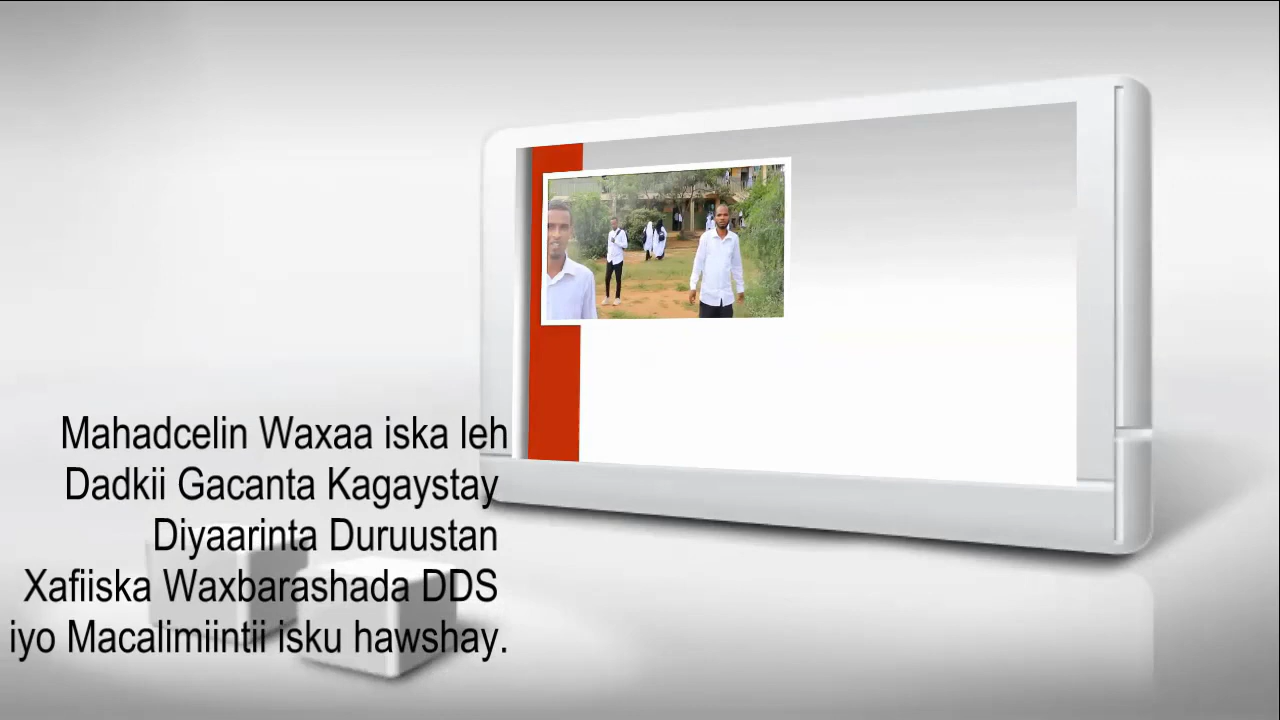 Mahadcelin Waxaa iska leh
Dadkii Gacanta Kagaystay
Diyaarinta Duruustan
Xafiiska Waxbarashada DDS
iyo Macalimiintii isku hawshay.